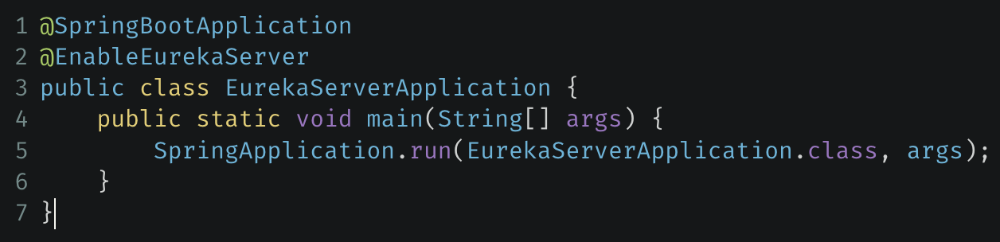 1 @SpringBootApplication
2 @EnableEurekaServer
3 public class EurekaServerApplication {
4     public static void main(String[] args) {
5         SpringApplication.run(EurekaServerApplication.class, args);
6     }
7 }